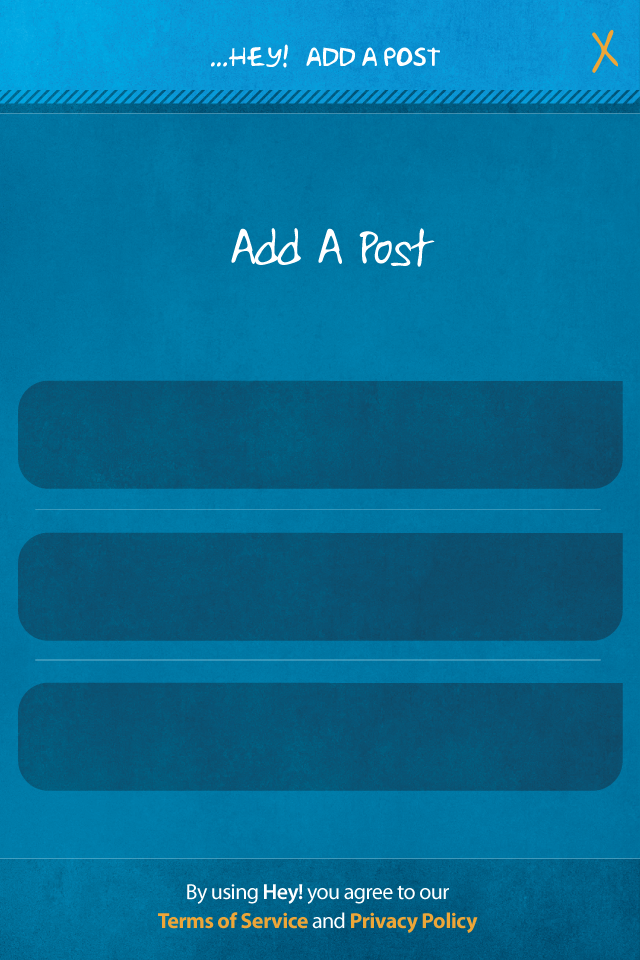 ...HEY! ADD A POST
X
Add A Post
By using Hey! you agree to our
Terms of Service and Privacy Policy